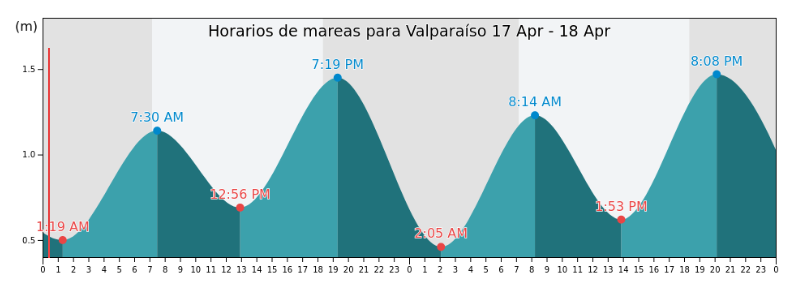 Horarios de mareas para Valparaíso 17 Apr - 18 Apr
(m)
1.5
1.0
0.5
1:19 AM
7:30 AM
12:56 PM
7:19 PM
2:05 AM
8:14 AM
1:53 PM
8:08 PM
0 1 2 3 4 5 6 7 8 9 10 11 12 13 14 15 16 17 18 19 20 21 22 23 0 1 2 3 4 5 6 7 8 9 10 11 12 13 14 15 16 17 18 19 20 21 22 23 0